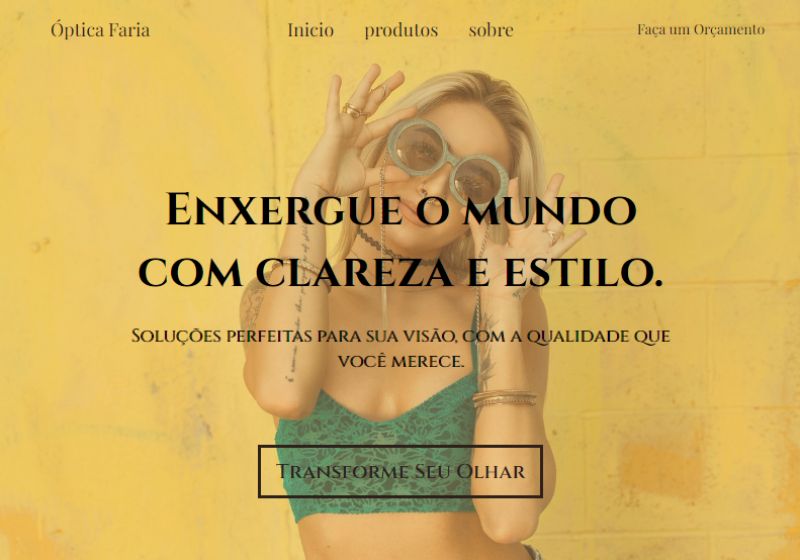 Óptica Faria
Inicio produtos sobre
Faça um Orçamento
Enxergue o mundo
com clareza e estilo.
Soluções perfeitas para sua visão, com a qualidade que
você merece.
Transforme Seu Olhar